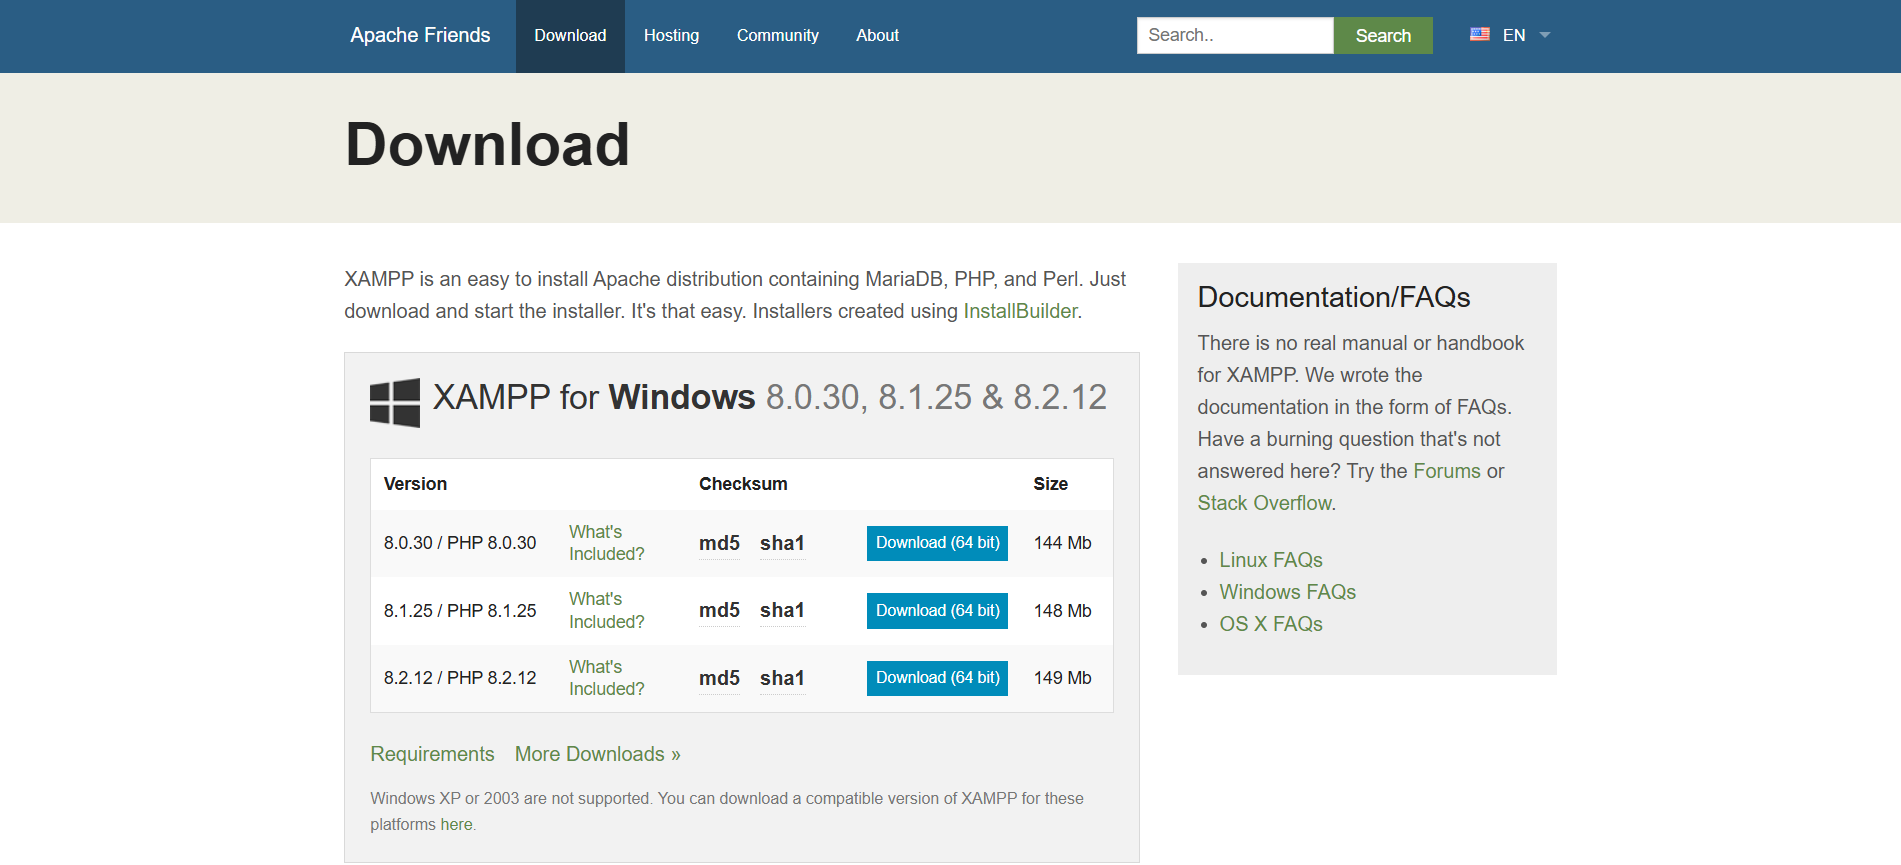 Apache Friends Download Hosting Community About Search.. Search EN
Download
XAMPP is an easy to install Apache distribution containing MariaDB, PHP, and Perl. Just
download and start the installer. It's that easy. Installers created using InstallBuilder.
XAMPP for Windows 8.0.30, 8.1.25 & 8.2.12
Version Checksum Size
8.0.30 / PHP 8.0.30 What's
Included? md5 sha1 Download (64 bit) 144 Mb
8.1.25 / PHP 8.1.25 What's
Included? md5 sha1 Download (64 bit) 148 Mb
8.2.12 / PHP 8.2.12 What's
Included? md5 sha1 Download (64 bit) 149 Mb
Requirements More Downloads »
Windows XP or 2003 are not supported. You can download a compatible version of XAMPP for these
platforms here.
Documentation/FAQs
There is no real manual or handbook
for XAMPP. We wrote the
documentation in the form of FAQs.
Have a burning question that's not
answered here? Try the Forums or
Stack Overflow.
• Linux FAQs
• Windows FAQs
• OS X FAQs